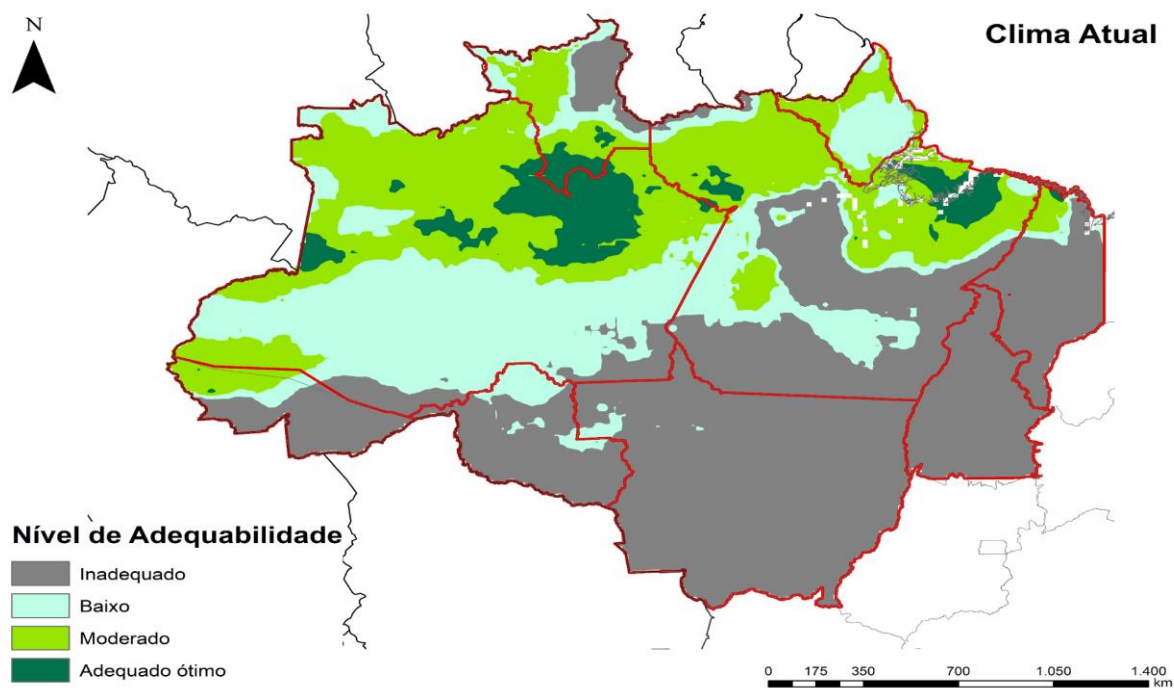 N
Clima Atual
Nível de Adequabilidade
Inadequado
Baixo
Moderado
Adequado ótimo
0 175 350 700 1.050 1.400
km